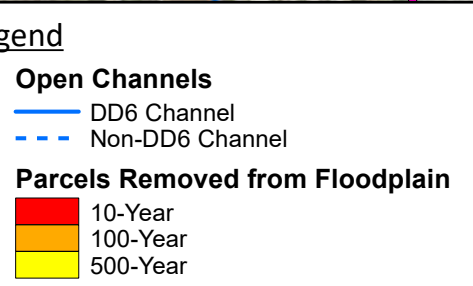 gend
Open Channels
DD6 Channel
Non-DD6 Channel
Parcels Removed from Floodplain
10-Year
100-Year
500-Year